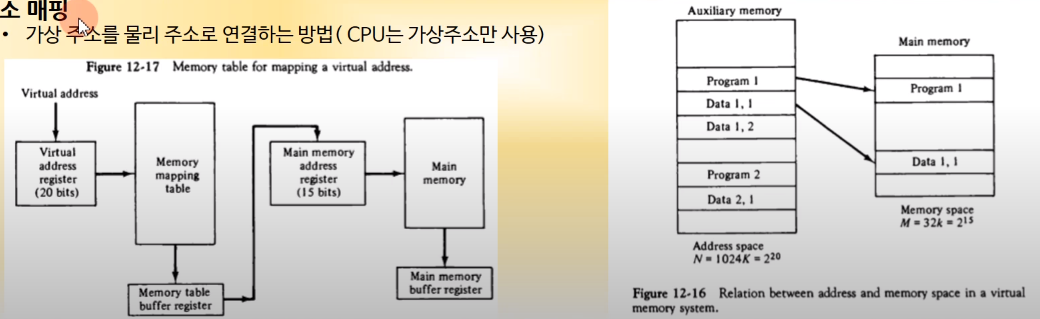 소 매핑
• 가상 주소를 물리 주소로 연결하는 방법( CPU는 가상주소만 사용)
Figure 12-17 Memory table for mapping a virtual address.
Virtual address
Virtual
address
register
(20 bits)
Memory
mapping
table
Memory table
buffer register
Main memory
address
register
(15 bits)
Main
memory
Main memory
buffer register
Auxiliary memory
Program 1
Data 1, 1
Data 1, 2
Program 2
Data 2, 1
Address space
N = 1024K = 2²⁰
Main memory
Program 1
Data 1, 1
Memory space
M = 32k = 2¹⁵
Figure 12-16 Relation between address and memory space in a virtual
memory system.